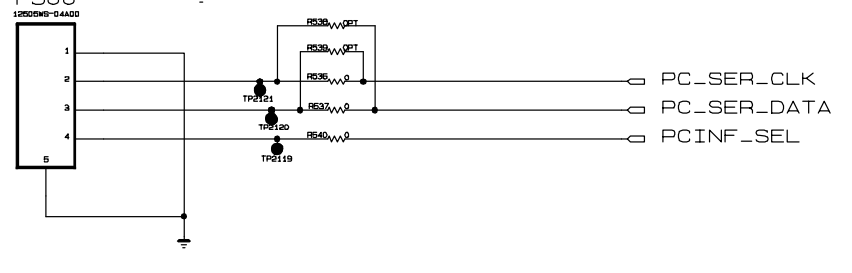 12505WS-04A00
R538 OPT
R539 OPT
1
2 R536 0 PC_SER_CLK
TP2121
3 R537 0 PC_SER_DATA
TP2120
4 R540 0 PCINF_SEL
TP2119
5